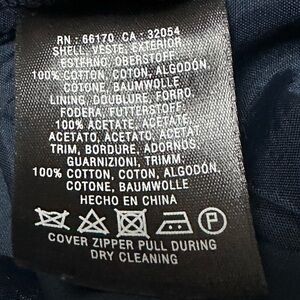 RN : 66170 CA : 32054
SHELL, VESTE, EXTERIOR
ESTERNO, OBERSTOFF
100% COTTON, COTON, ALGODÓN,
COTONE, BAUMWOLLE
LINING, DOUBLURE, FORRO,
FODERA, FUTTERSTOFF:
100% ACETATE, ACETATE,
ACETATO, ACETATO, ACETAT
TRIM, BORDURE, ADORNOS,
GUARNIZIONI, TRIMM:
100% COTTON, COTON, ALGODÓN,
COTONE, BAUMWOLLE
HECHO EN CHINA
P
COVER ZIPPER PULL DURING
DRY CLEANING